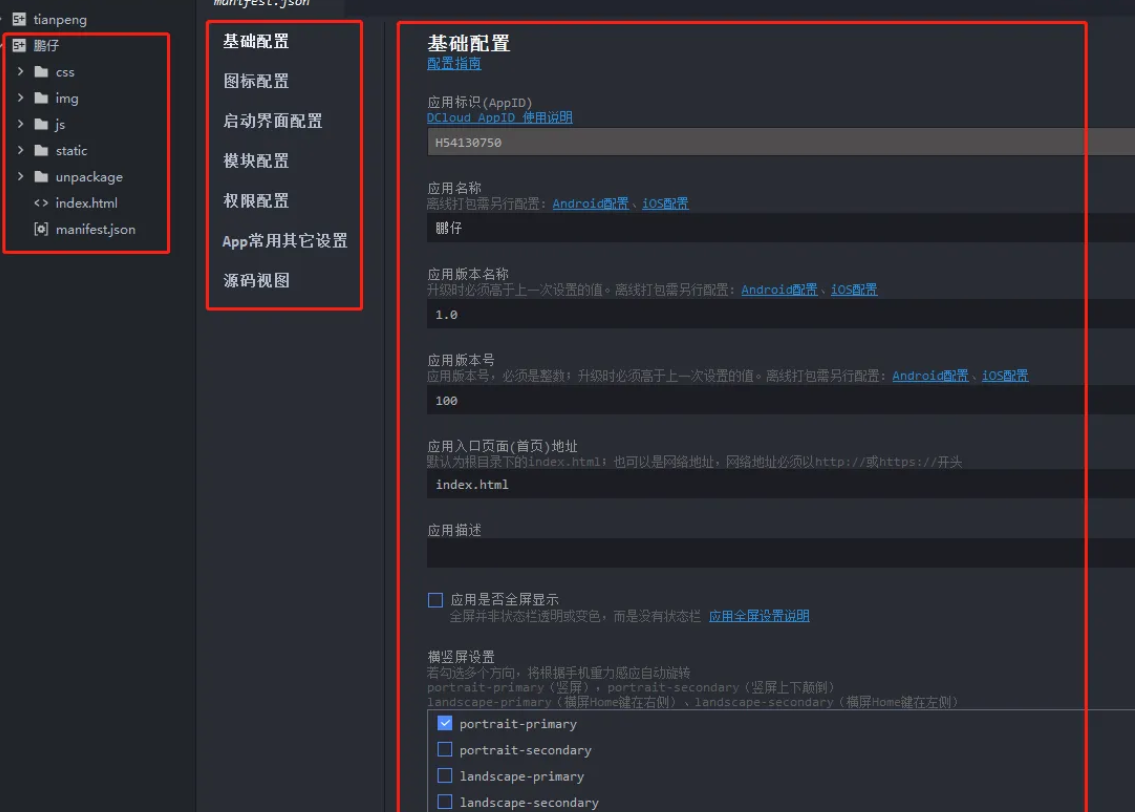 manifest.json
tianpeng
鹏仔
css
img
js
static
unpackage
<> index.html
manifest.json
基础配置
图标配置
启动界面配置
模块配置
权限配置
App常用其它设置
源码视图
基础配置
配置指南
应用标识(AppID)
DCloud AppID 使用说明
H54130750
应用名称
离线打包需另行配置：Android配置、iOS配置
鹏仔
应用版本名称
升级时必须高于上一次设置的值。离线打包需另行配置：Android配置、iOS配置
1.0
应用版本号
应用版本号，必须是整数；升级时必须高于上一次设置的值。离线打包需另行配置：Android配置、iOS配置
100
应用入口页面(首页)地址
默认为根目录下的index.html；也可以是网络地址，网络地址必须以http://或https://开头
index.html
应用描述
应用是否全屏显示
全屏并非状态栏透明或变色，而是没有状态栏 应用全屏设置说明
横竖屏设置
若勾选多个方向，将根据手机重力感应自动旋转
portrait-primary（竖屏），portrait-secondary（竖屏上下颠倒）
landscape-primary（横屏Home键在右侧）、landscape-secondary（横屏Home键在左侧）
portrait-primary
portrait-secondary
landscape-primary
landscape-secondary